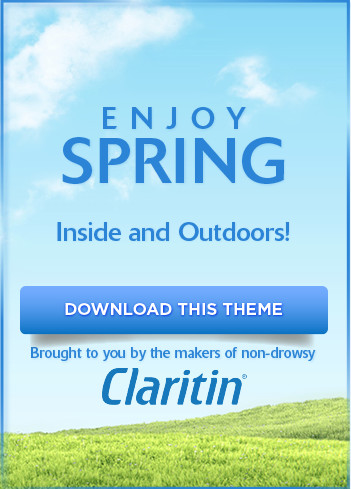 ENJOY
SPRING
Inside and Outdoors!
DOWNLOAD THIS THEME
Brought to you by the makers of non-drowsy
Claritin®